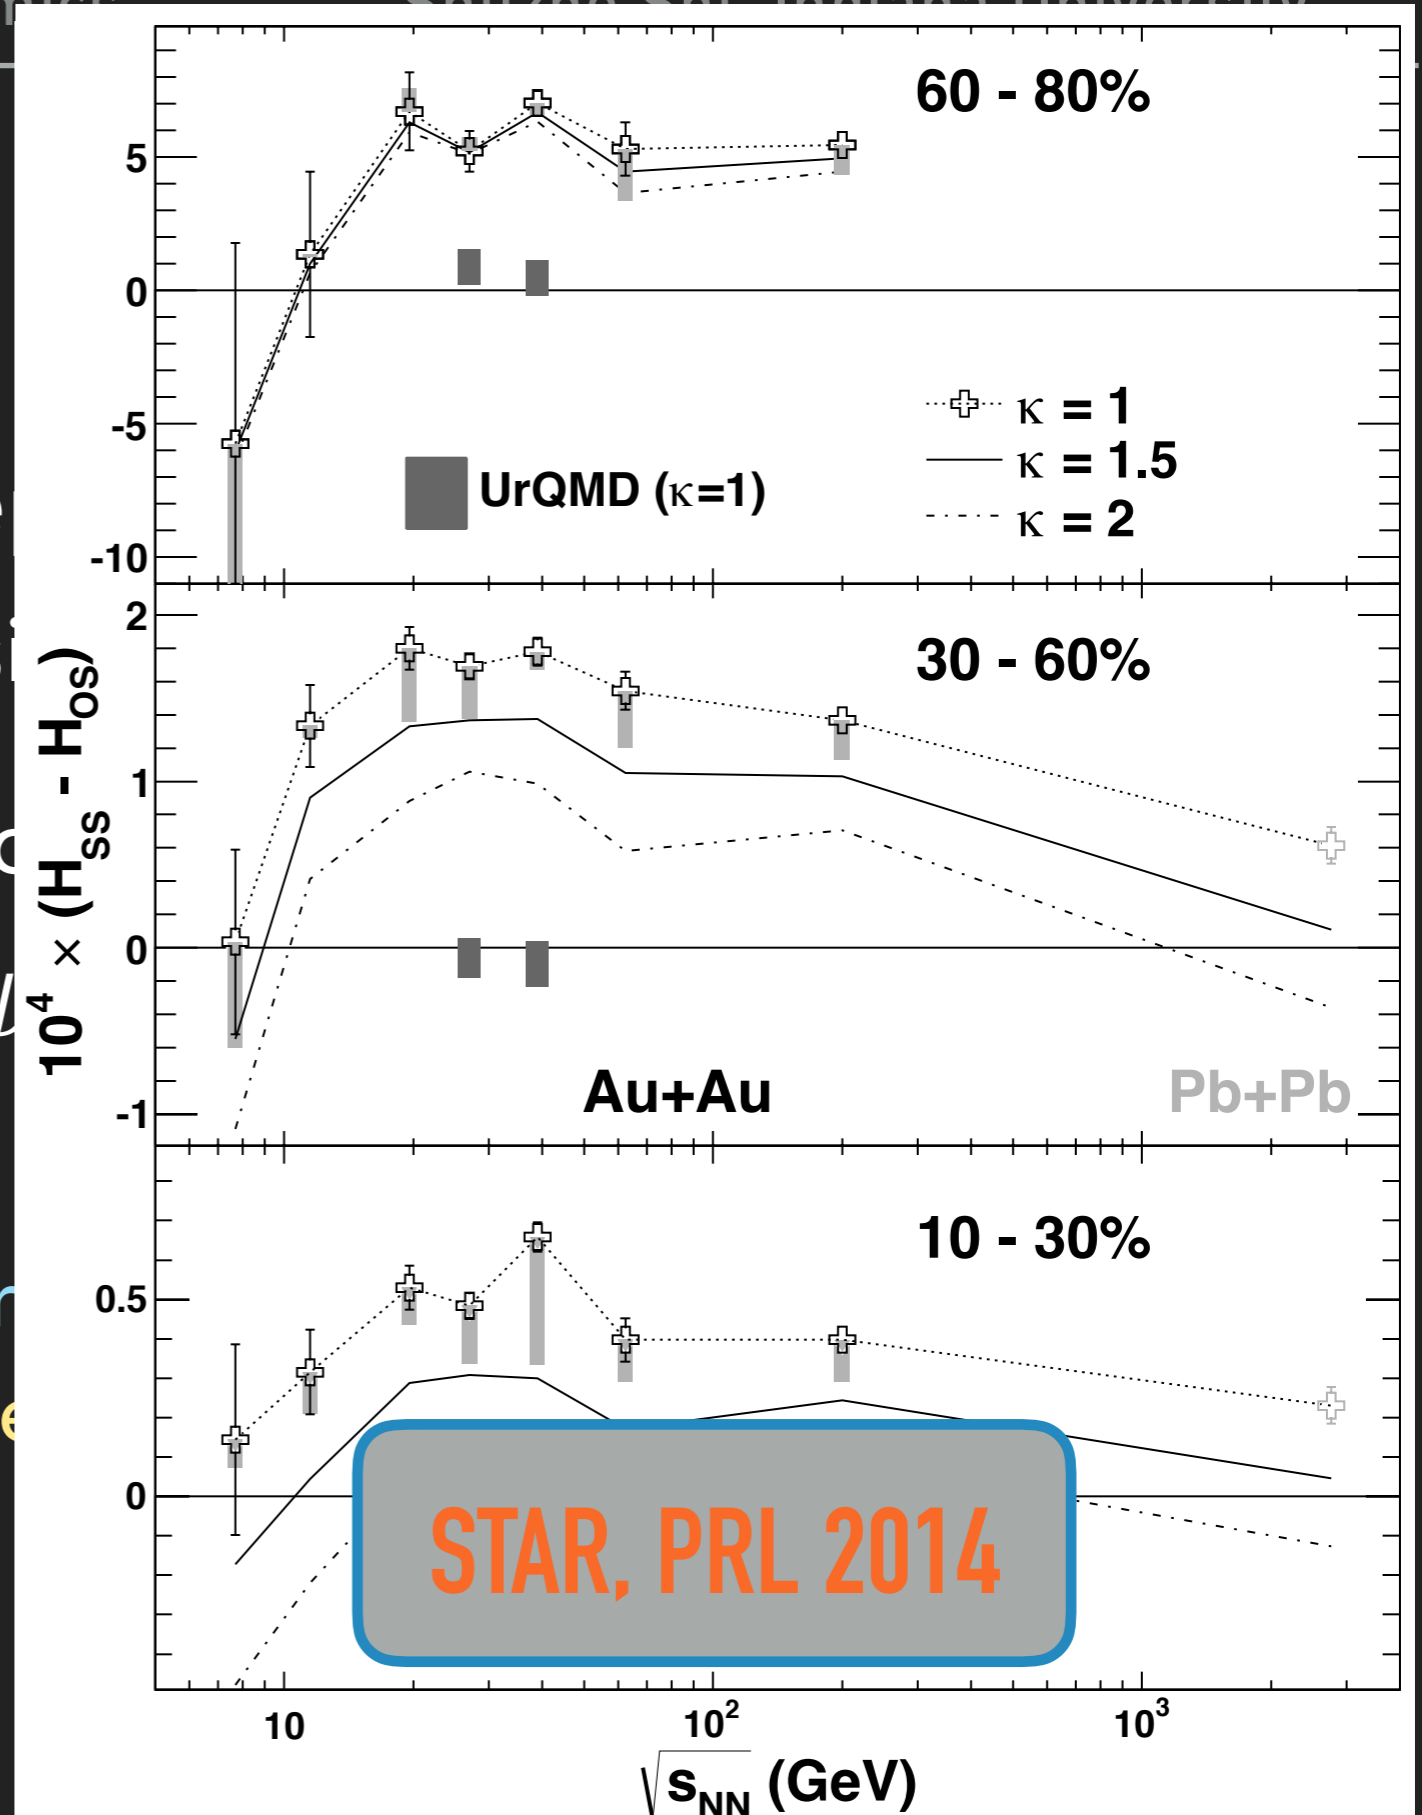 60 - 80%
5
0
-5
-10
κ = 1
κ = 1.5
κ = 2
UrQMD (κ=1)
10⁴ × (H_SS - H_OS)
30 - 60%
2
1
0
-1
Au+Au
Pb+Pb
10 - 30%
0.5
0
STAR, PRL 2014
10 10² 10³
√s_NN (GeV)